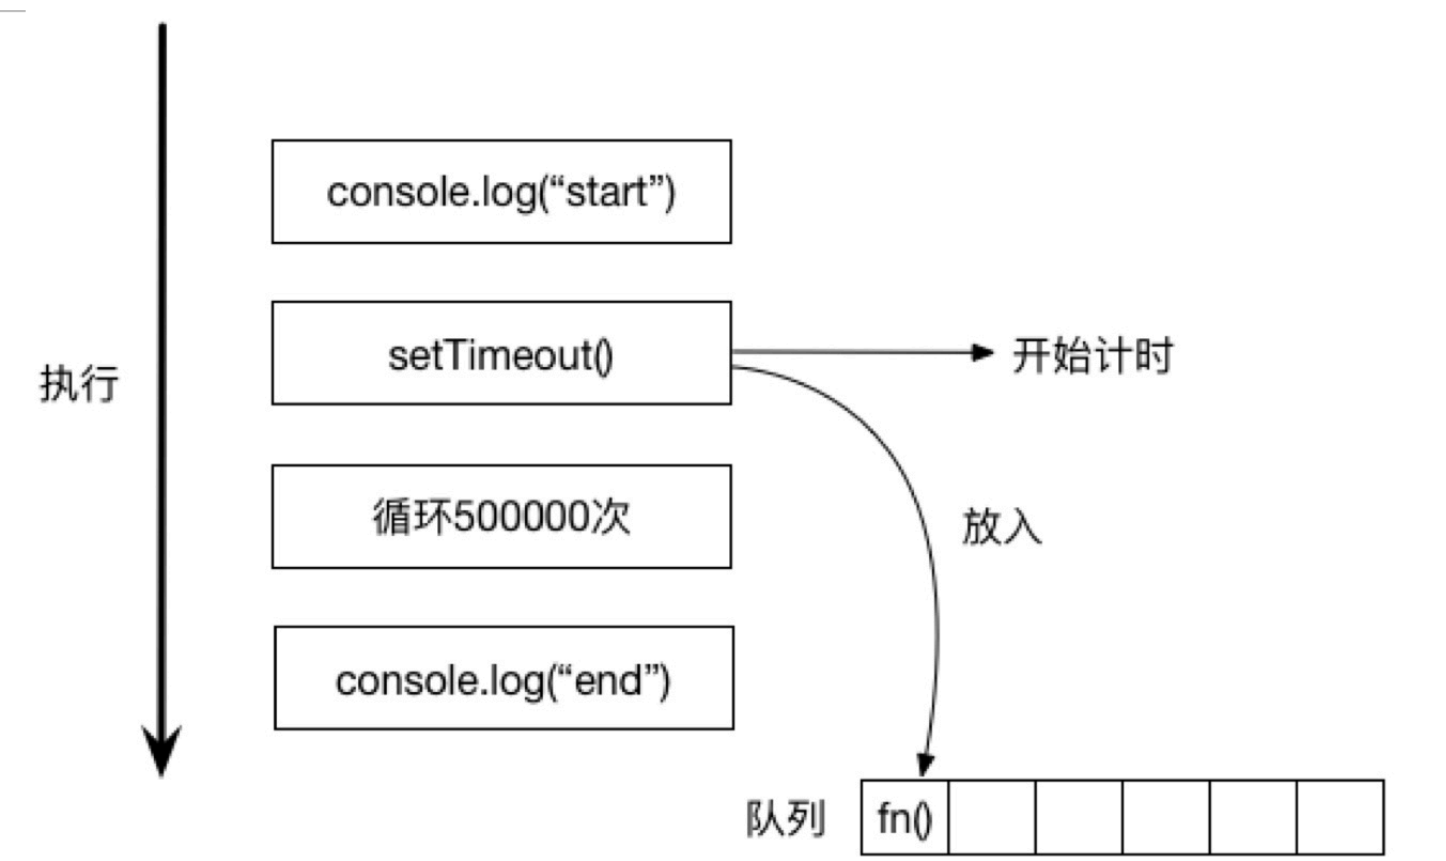 console.log(“start”)
setTimeout()
开始计时
执行
循环500000次
放入
console.log(“end”)
队列
fn()